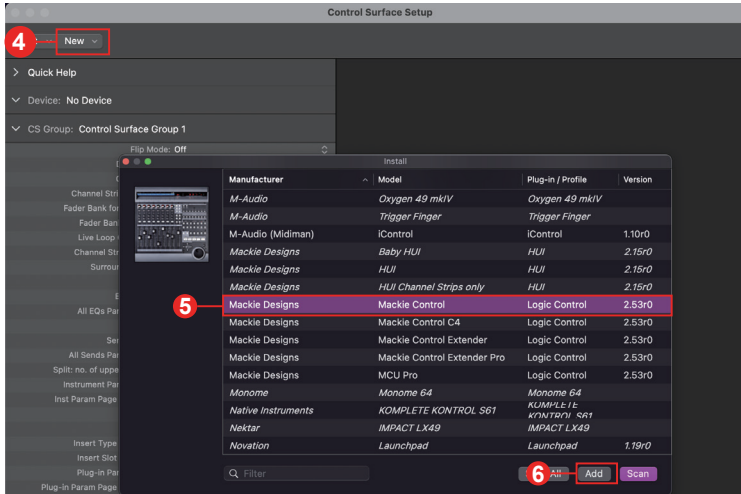 Control Surface Setup
4
New
Quick Help
Device: No Device
CS Group: Control Surface Group 1
Flip Mode: Off
Install
Manufacturer Model Plug-in / Profile Version
M-Audio Oxygen 49 mkIV Oxygen 49 mkIV
M-Audio Trigger Finger Trigger Finger
M-Audio (Midiman) iControl iControl 1.10r0
Mackie Designs Baby HUI HUI 2.15r0
Mackie Designs HUI HUI 2.15r0
Mackie Designs HUI Channel Strips only HUI 2.15r0
5 Mackie Designs Mackie Control Logic Control 2.53r0
Mackie Designs Mackie Control C4 Logic Control 2.53r0
Mackie Designs Mackie Control Extender Logic Control 2.53r0
Mackie Designs Mackie Control Extender Pro Logic Control 2.53r0
Mackie Designs MCU Pro Logic Control 2.53r0
Monome Monome 64 Monome 64
Native Instruments KOMPLETE KONTROL S61 KOMPLETE KONTROL S61
Nektar IMPACT LX49 IMPACT LX49
Novation Launchpad Launchpad 1.19r0
Filter 6 All Add Scan
Channel Stri
Fader Bank for
Fader Ban
Live Loop
Channel Str
Surrour
All EQs Par
Ser
All Sends Par
Split: no. of uppe
Instrument Par
Inst Param Page
Insert Type
Insert Slot
Plug-in Par
Plug-in Param Page